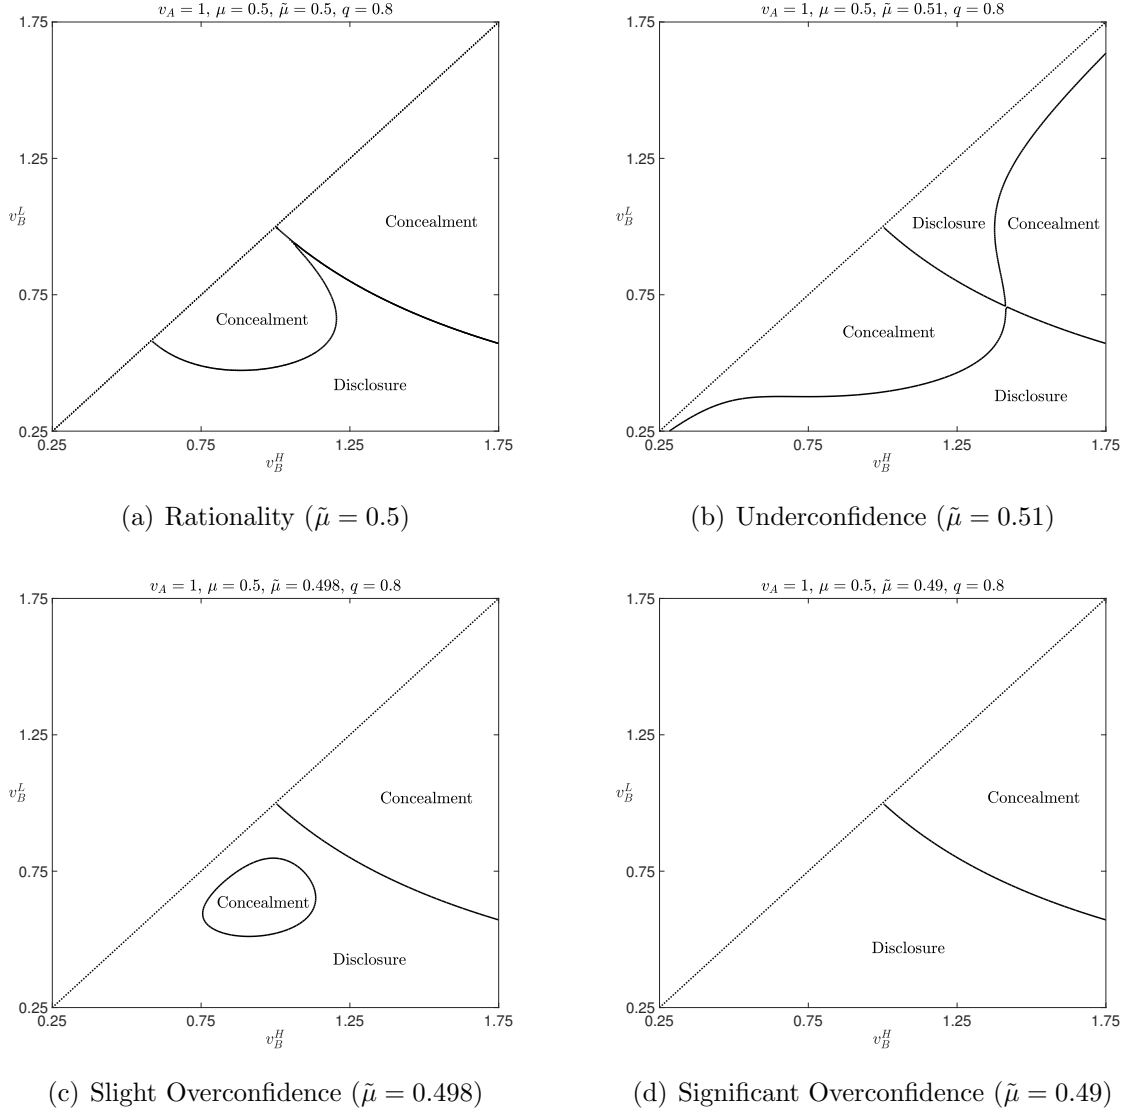 v_A = 1, μ = 0.5, μ̃ = 0.5, q = 0.8
1.75
1.25
v_B^L
0.75
0.25
Concealment
Concealment
Disclosure
0.25 0.75 1.25 1.75
v_B^H
(a) Rationality (μ̃ = 0.5)
v_A = 1, μ = 0.5, μ̃ = 0.51, q = 0.8
1.75
1.25
v_B^L
0.75
0.25
Disclosure Concealment
Concealment
Disclosure
0.25 0.75 1.25 1.75
v_B^H
(b) Underconfidence (μ̃ = 0.51)
v_A = 1, μ = 0.5, μ̃ = 0.498, q = 0.8
1.75
1.25
v_B^L
0.75
0.25
Concealment
Concealment
Disclosure
0.25 0.75 1.25 1.75
v_B^H
(c) Slight Overconfidence (μ̃ = 0.498)
v_A = 1, μ = 0.5, μ̃ = 0.49, q = 0.8
1.75
1.25
v_B^L
0.75
0.25
Concealment
Disclosure
0.25 0.75 1.25 1.75
v_B^H
(d) Significant Overconfidence (μ̃ = 0.49)